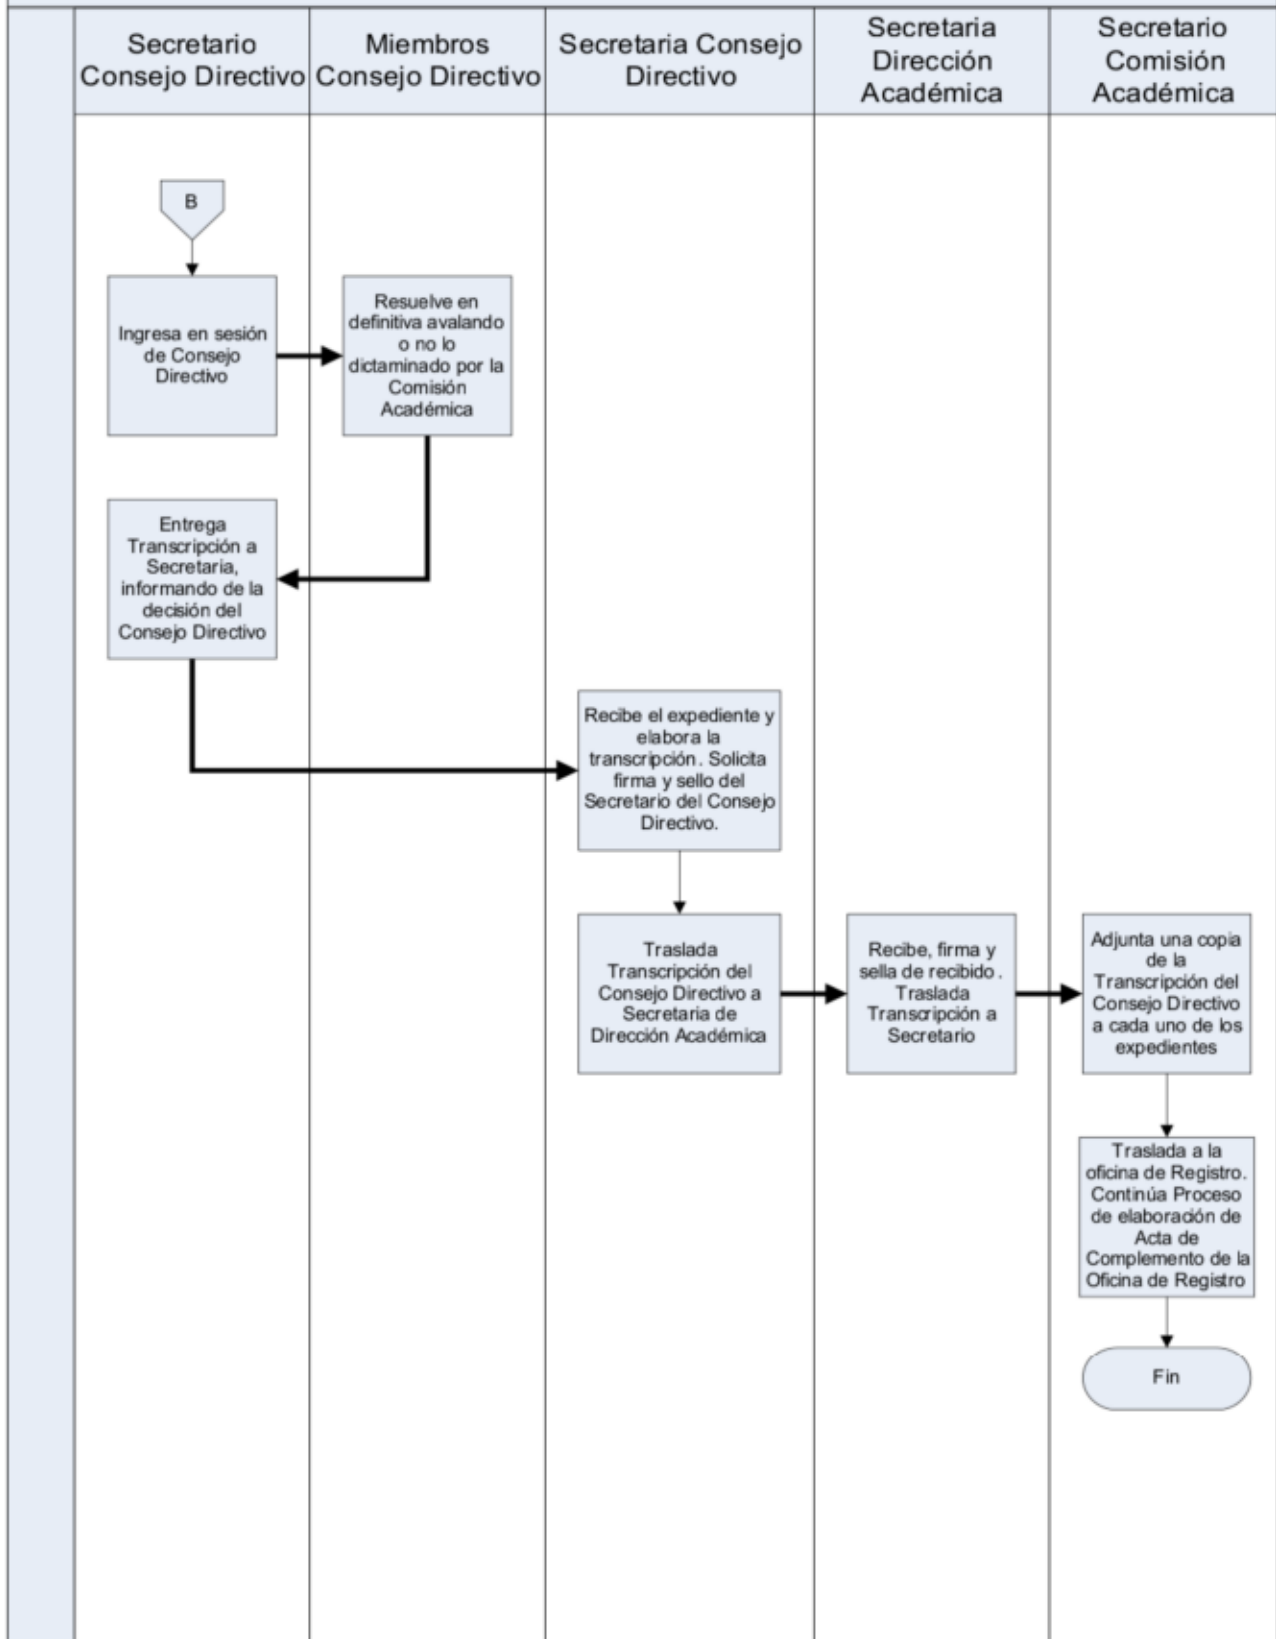 Secretario
Consejo Directivo
Miembros
Consejo Directivo
Secretaria Consejo
Directivo
Secretaria
Dirección
Académica
Secretario
Comisión
Académica
B
Ingresa en sesión
de Consejo
Directivo
Resuelve en
definitiva avalando
o no lo
dictaminado por la
Comisión
Académica
Entrega
Transcripción a
Secretaria,
informando de la
decisión del
Consejo Directivo
Recibe el expediente y
elabora la
transcripción. Solicita
firma y sello del
Secretario del Consejo
Directivo.
Traslada
Transcripción del
Consejo Directivo a
Secretaria de
Dirección Académica
Recibe, firma y
sella de recibido.
Traslada
Transcripción a
Secretario
Adjunta una copia
de la
Transcripción del
Consejo Directivo
a cada uno de los
expedientes
Traslada a la
oficina de Registro.
Continúa Proceso
de elaboración de
Acta de
Complemento de la
Oficina de Registro
Fin